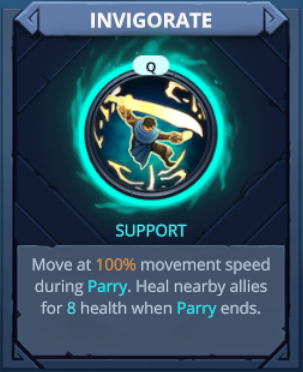 INVIGORATE
Q
SUPPORT
Move at 100% movement speed
during Parry. Heal nearby allies
for 8 health when Parry ends.